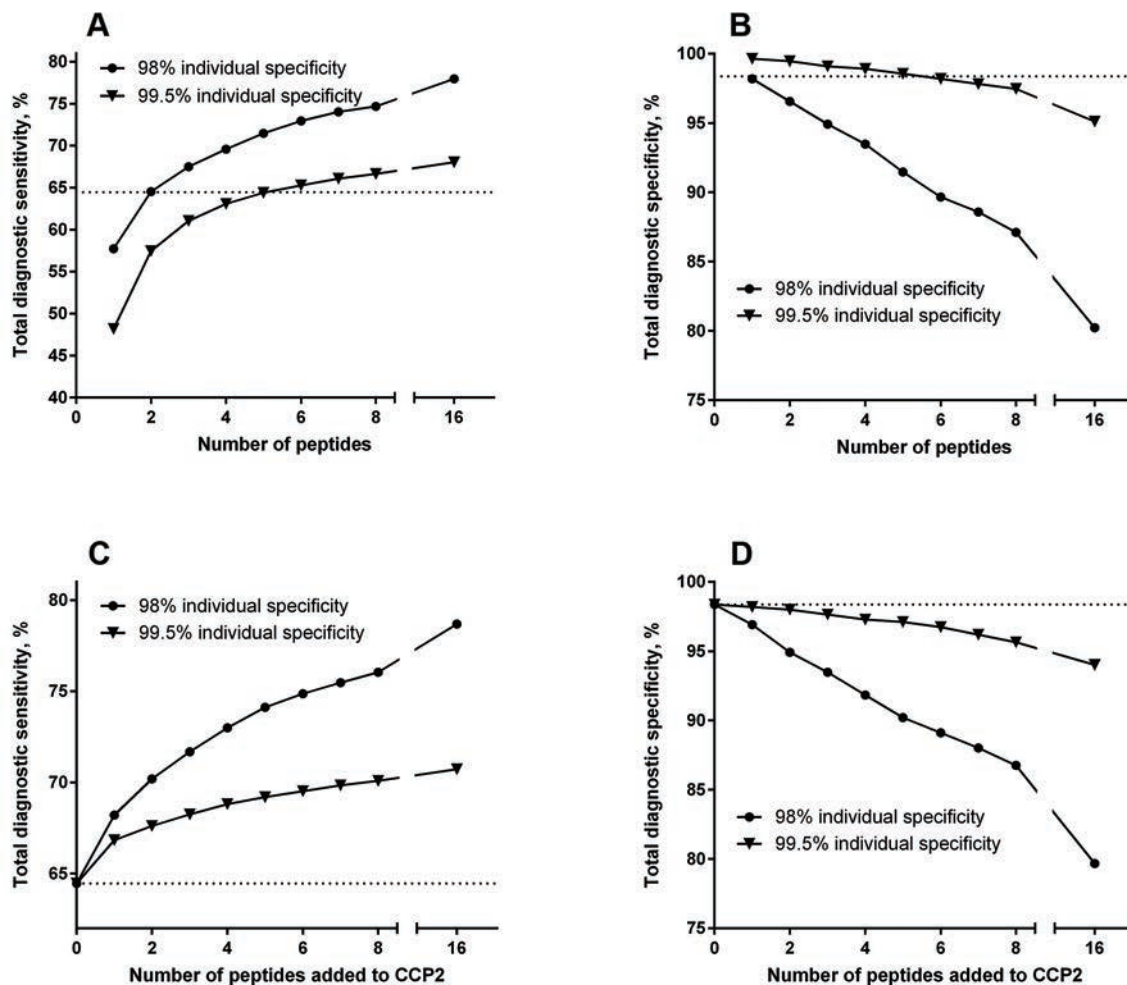 A
Total diagnostic sensitivity, %
80
75
70
65
60
55
50
45
40
98% individual specificity
99.5% individual specificity
0 2 4 6 8 16
Number of peptides
B
Total diagnostic specificity, %
100
95
90
85
80
75
98% individual specificity
99.5% individual specificity
0 2 4 6 8 16
Number of peptides
C
Total diagnostic sensitivity, %
80
75
70
65
98% individual specificity
99.5% individual specificity
0 2 4 6 8 16
Number of peptides added to CCP2
D
Total diagnostic specificity, %
100
95
90
85
80
75
98% individual specificity
99.5% individual specificity
0 2 4 6 8 16
Number of peptides added to CCP2